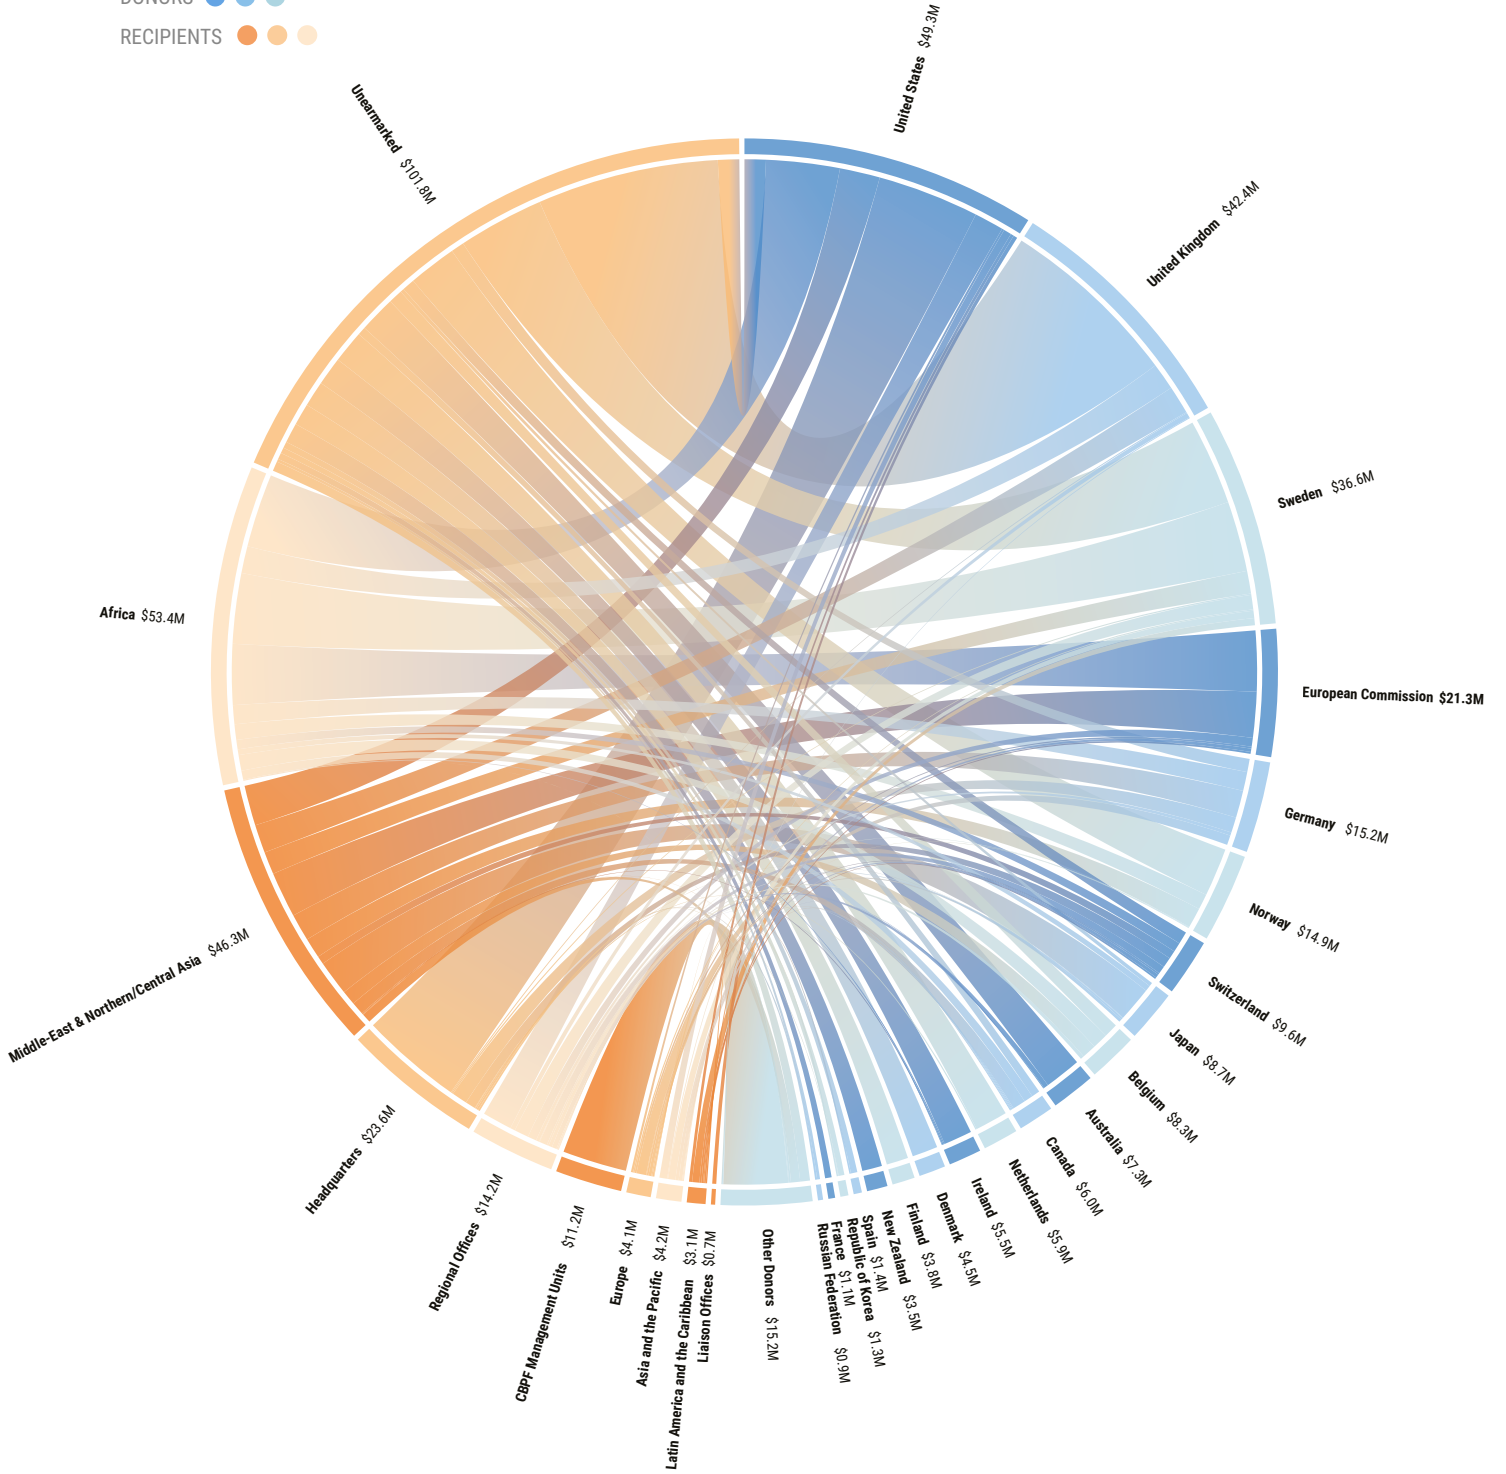 DONORS
RECIPIENTS
United States $49.3M
United Kingdom $42.4M
Sweden $36.6M
European Commission $21.3M
Germany $15.2M
Norway $14.9M
Switzerland $9.6M
Japan $8.7M
Belgium $8.3M
Australia $7.3M
Canada $6.0M
Netherlands $5.9M
Ireland $5.5M
Denmark $4.5M
Finland $3.8M
New Zealand $3.5M
Spain $1.4M
Republic of Korea $1.3M
France $1.1M
Russian Federation $0.9M
Other Donors $15.2M
Liaison Offices $0.7M
Latin America and the Caribbean $3.1M
Asia and the Pacific $4.2M
Europe $4.1M
CBPF Management Units $11.2M
Regional Offices $14.2M
Headquarters $23.6M
Middle-East & Northern/Central Asia $46.3M
Africa $53.4M
Unearmarked $101.8M